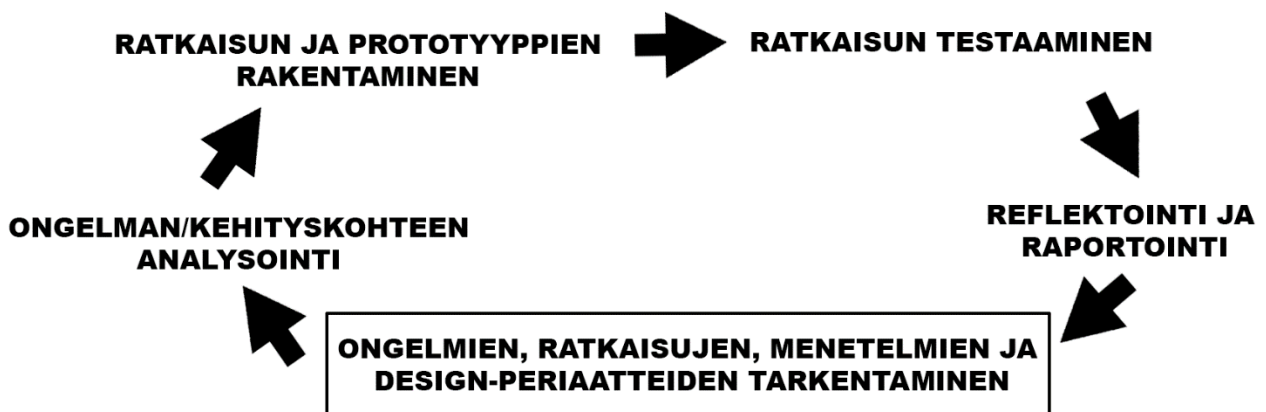 RATKAISUN JA PROTOTYYPPIEN
RAKENTAMINEN
RATKAISUN TESTAAMINEN
REFLEKTOINTI JA
RAPORTOINTI
ONGELMIEN, RATKAISUJEN, MENETELMIEN JA
DESIGN-PERIAATTEIDEN TARKENTAMINEN
ONGELMAN/KEHITYSKOHTEEN
ANALYSOINTI